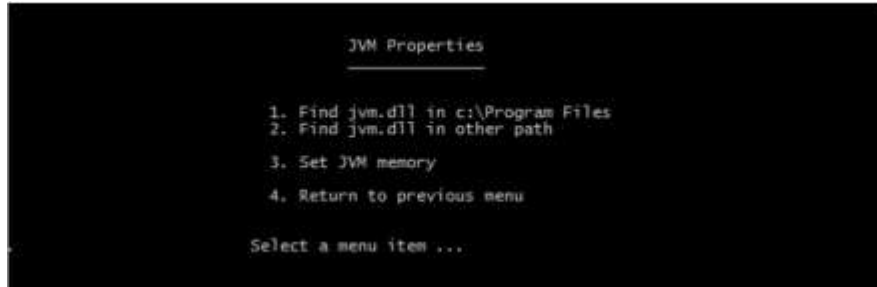 JVM Properties
1. Find jvm.dll in c:\Program Files
2. Find jvm.dll in other path
3. Set JVM memory
4. Return to previous menu
Select a menu item ...